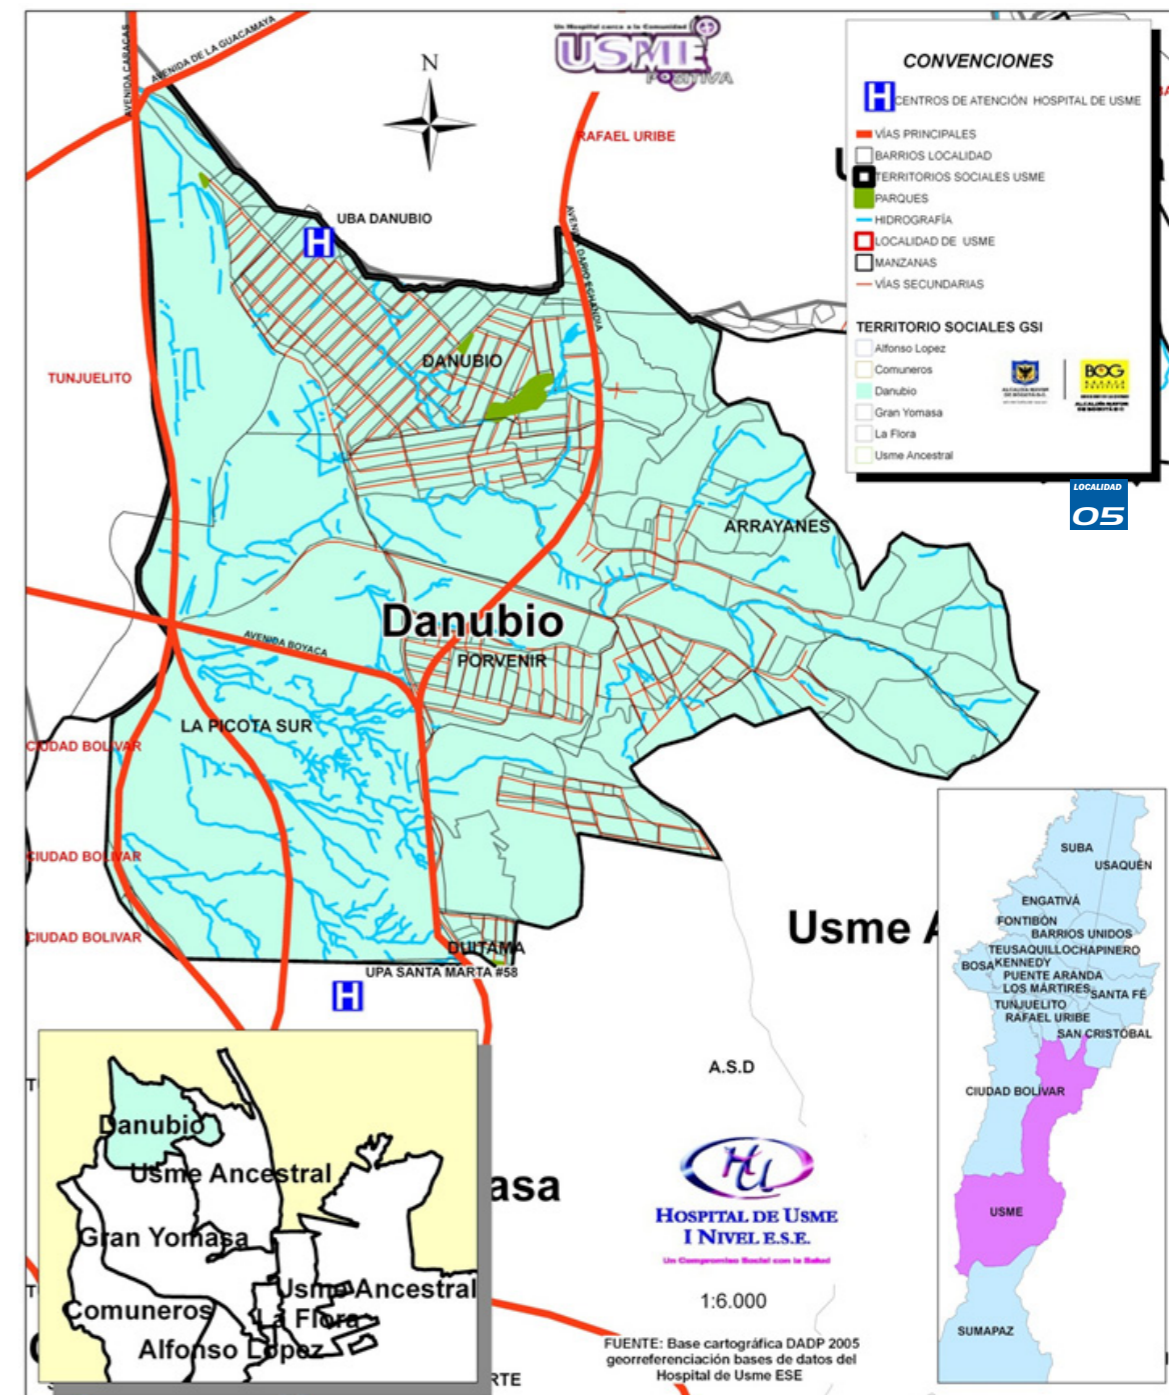 AVENIDA CARACAS
AVENIDA DE LA GUACAMAYA
Un Hospital cerca a la Comunidad
USME
POSITIVA
N
RAFAEL URIBE
UBA DANUBIO
AVENIDA DARIO ECHANDIA
TUNJUELITO
DANUBIO
ARRAYANES
Danubio
PORVENIR
AVENIDA BOYACA
LA PICOTA SUR
CIUDAD BOLIVAR
CIUDAD BOLIVAR
CIUDAD BOLIVAR
DUITAMA
UPA SANTA MARTA #58
H
H
Usme A
A.S.D
asa
RTE
CONVENCIONES
H CENTROS DE ATENCIÓN HOSPITAL DE USME
VÍAS PRINCIPALES
BARRIOS LOCALIDAD
TERRITORIOS SOCIALES USME
PARQUES
HIDROGRAFÍA
LOCALIDAD DE USME
MANZANAS
VÍAS SECUNDARIAS
TERRITORIO SOCIALES GSI
Alfonso Lopez
Comuneros
Danubio
Gran Yomasa
La Flora
Usme Ancestral
BOG
LOCALIDAD
05
Danubio
Usme Ancestral
Gran Yomasa
Usme Ancestral
Comuneros
La Flora
Alfonso Lopez
HU
HOSPITAL DE USME
I NIVEL E.S.E.
Un Compromiso Social con la Salud
1:6.000
FUENTE: Base cartográfica DADP 2005
georreferenciación bases de datos del
Hospital de Usme ESE
SUBA
USAQUÉN
ENGATIVÁ
FONTIBÓN
BARRIOS UNIDOS
TEUSAQUILLO CHAPINERO
BOSA KENNEDY
PUENTE ARANDA
LOS MÁRTIRES SANTA FÉ
TUNJUELITO
RAFAEL URIBE
SAN CRISTÓBAL
CIUDAD BOLÍVAR
USME
SUMAPAZ